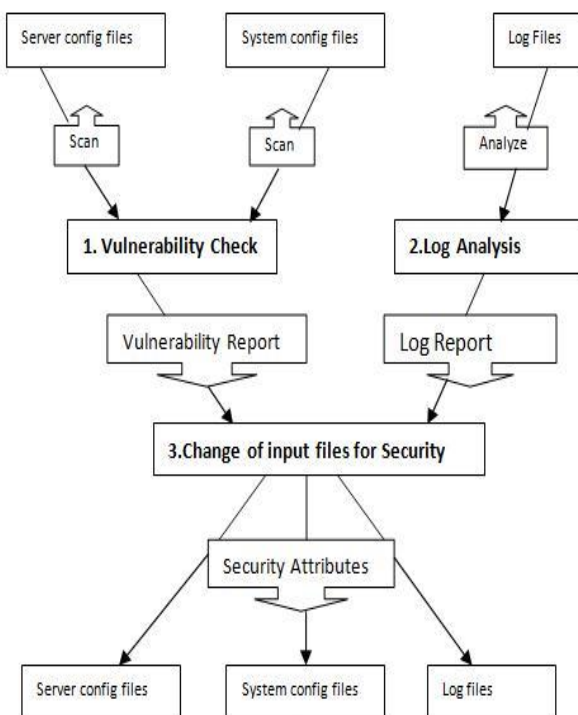 Server config files
System config files
Log Files
Scan
Scan
Analyze
1. Vulnerability Check
2.Log Analysis
Vulnerability Report
Log Report
3.Change of input files for Security
Security Attributes
Server config files
System config files
Log files